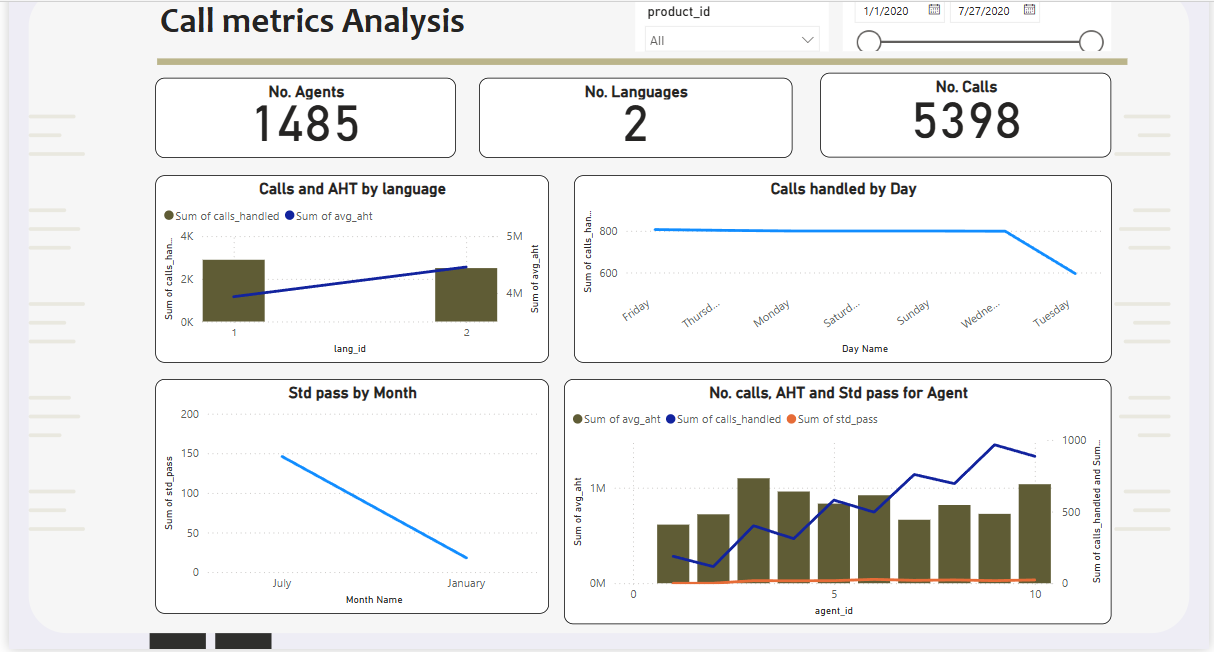 Call metrics Analysis
product_id
All
1/1/2020
7/27/2020
No. Agents
1485
No. Languages
2
No. Calls
5398
Calls and AHT by language
Sum of calls_handled
Sum of avg_aht
4K
2K
0K
5M
4M
Sum of calls_han...
Sum of avg_aht
1
2
lang_id
Calls handled by Day
Sum of calls_han...
800
600
Friday
Thursd...
Monday
Saturd...
Sunday
Wedne...
Tuesday
Day Name
Std pass by Month
Sum of std_pass
200
150
100
50
0
July
January
Month Name
No. calls, AHT and Std pass for Agent
Sum of avg_aht
Sum of calls_handled
Sum of std_pass
Sum of avg_aht
1M
0M
1000
500
0
Sum of calls_handled and Sum...
0
5
10
agent_id